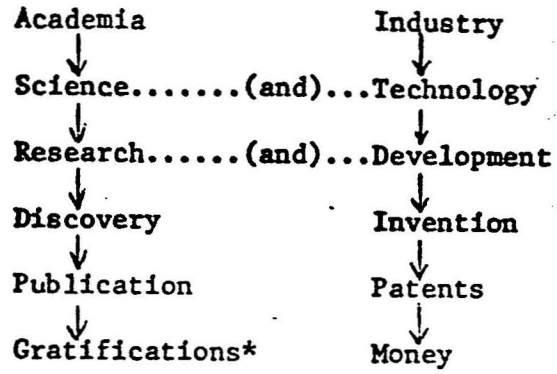 Academia Industry
Science.......(and)...Technology
Research......(and)...Development
Discovery Invention
Publication Patents
Gratifications* Money